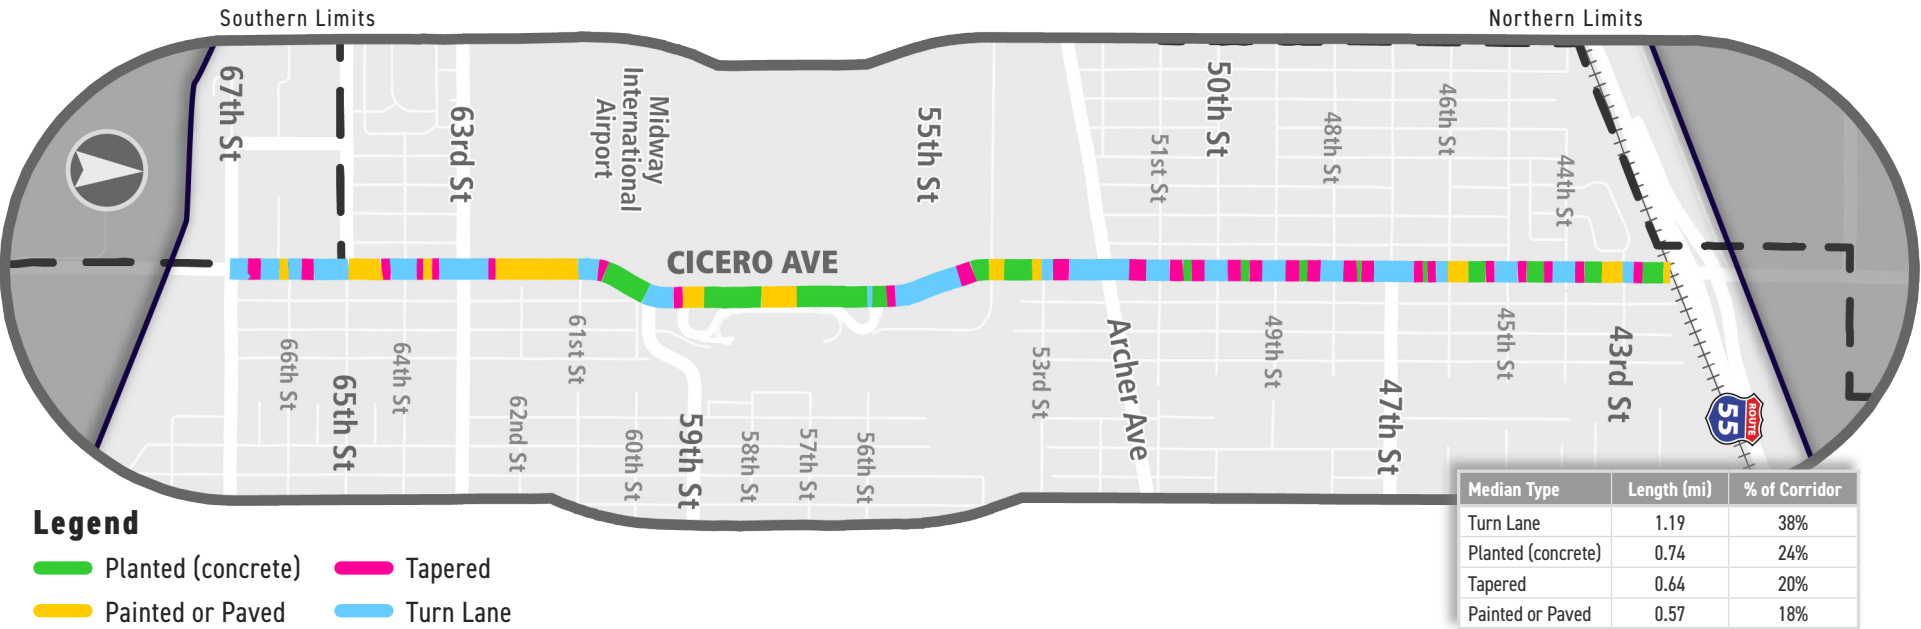 Southern Limits
Northern Limits
67th St
63rd St
Midway
International
Airport
55th St
50th St
51st St
48th St
46th St
44th St
CICERO AVE
66th St
65th St
64th St
62nd St
61st St
60th St
59th St
58th St
57th St
56th St
53rd St
Archer Ave
49th St
47th St
45th St
43rd St
ROUTE
55
Legend
Planted (concrete)
Tapered
Painted or Paved
Turn Lane
Median Type Length (mi) % of Corridor
Turn Lane 1.19 38%
Planted (concrete) 0.74 24%
Tapered 0.64 20%
Painted or Paved 0.57 18%